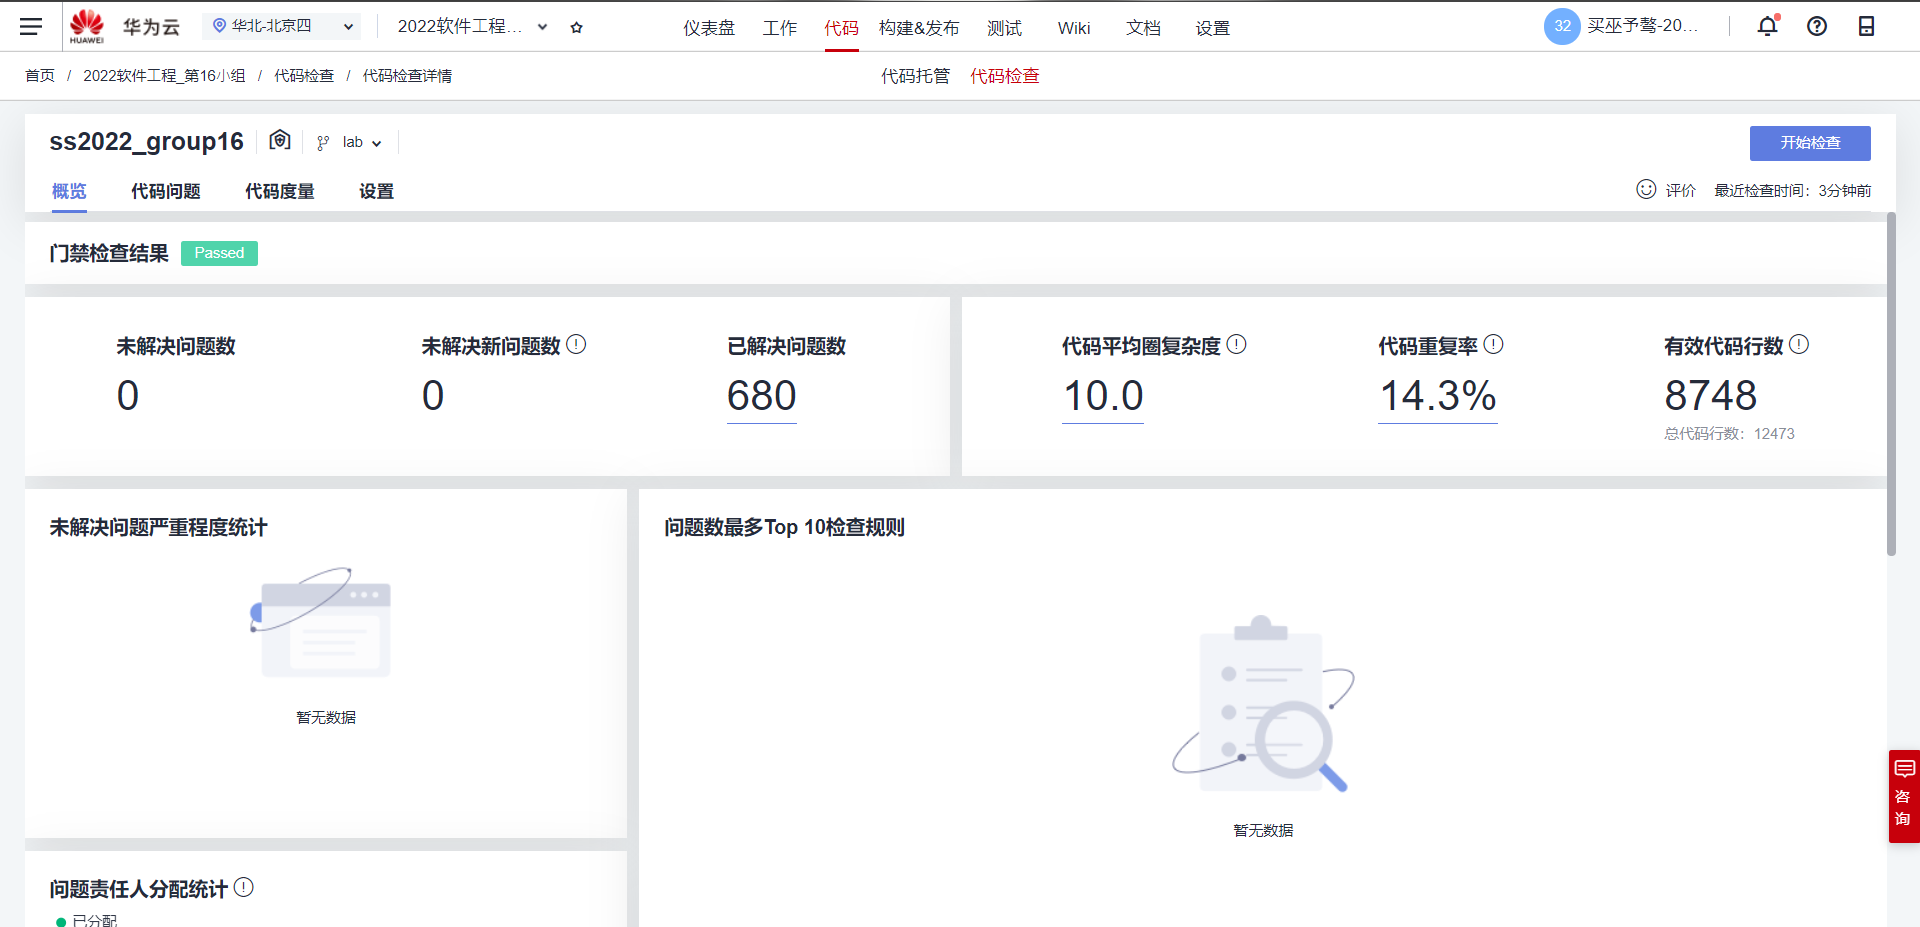 HUAWEI 华为云 华北-北京四 2022软件工程... 仪表盘 工作 代码 构建&发布 测试 Wiki 文档 设置 32 买巫予骜-20...
首页 / 2022软件工程_第16小组 / 代码检查 / 代码检查详情 代码托管 代码检查
ss2022_group16 lab 开始检查
概览 代码问题 代码度量 设置 评价 最近检查时间：3分钟前
门禁检查结果 Passed
未解决问题数 未解决新问题数 已解决问题数 代码平均圈复杂度 代码重复率 有效代码行数
0 0 680 10.0 14.3% 8748
总代码行数：12473
未解决问题严重程度统计 问题数最多Top 10检查规则
暂无数据
暂无数据
咨询
问题责任人分配统计
已分配